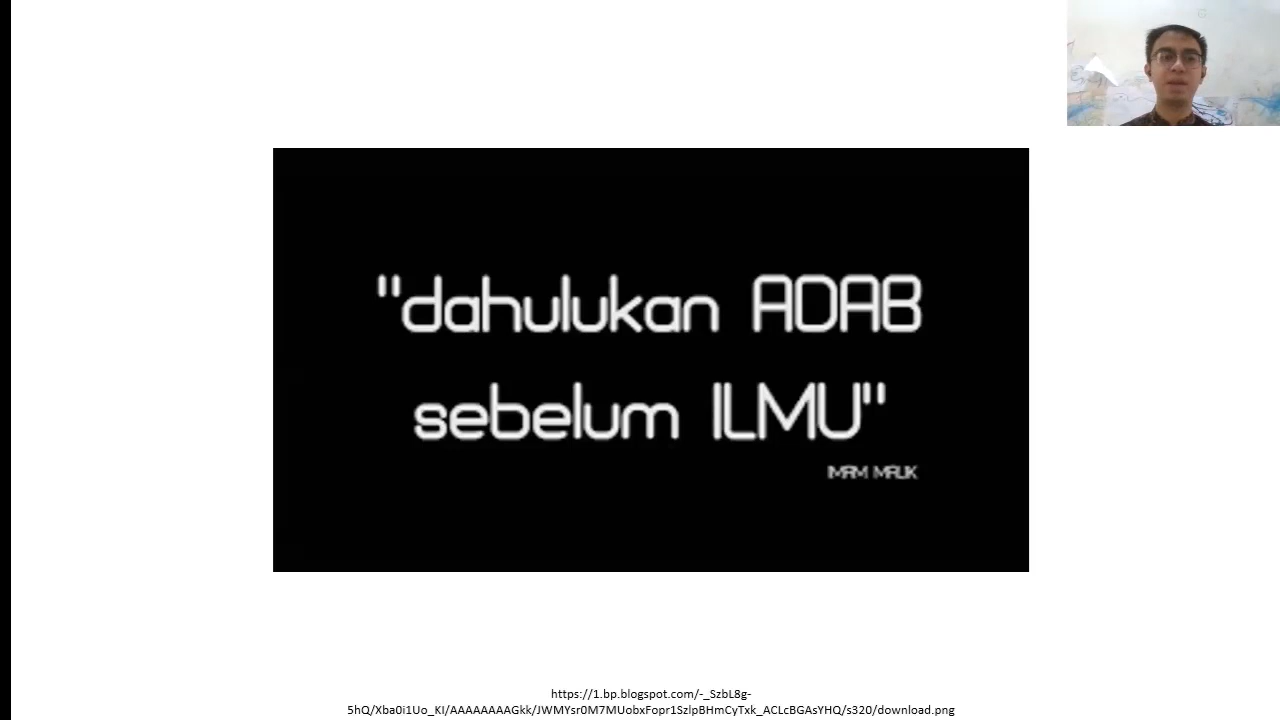 "dahulukan ADAB
sebelum ILMU"
IMAM MALIK
https://1.bp.blogspot.com/-_SzbL8g-
5hQ/Xba0i1Uo_KI/AAAAAAAAGkk/JWMYsr0M7MUobxFopr1SzlpBHmCyTxk_ACLcBGAsYHQ/s320/download.png